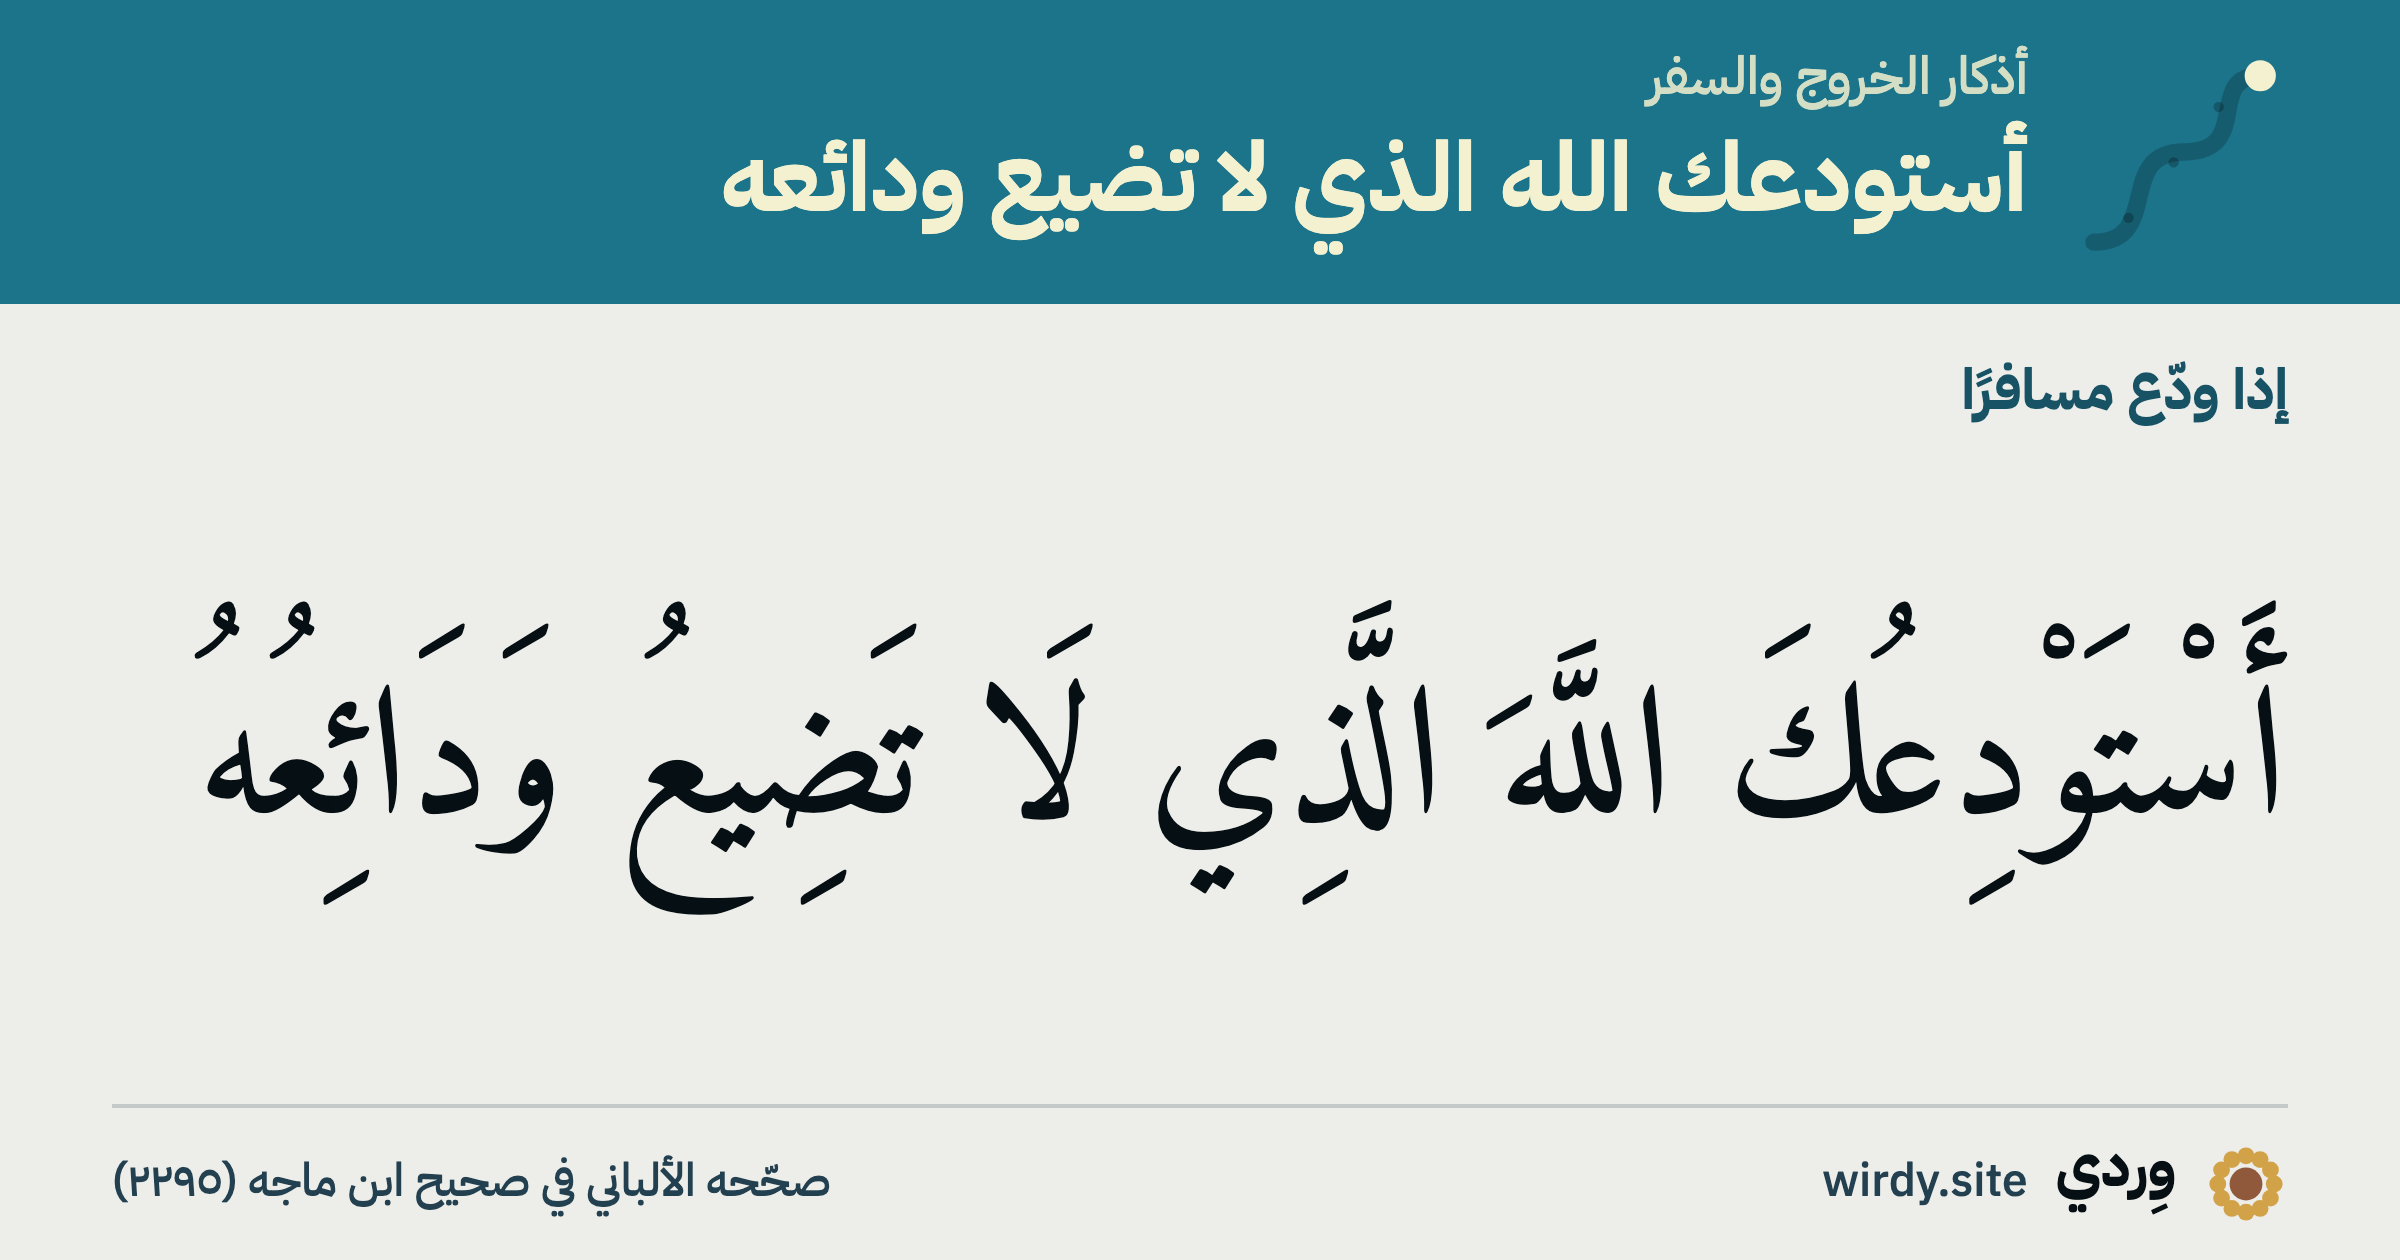 أذكار الخروج والسفر
أستودعك الله الذي لا تضيع ودائعه
إذا ودّع مسافرًا
أَسْتَوْدِعُكَ اللَّهَ الَّذِي لَا تَضِيعُ وَدَائِعُهُ
وِردي wirdy.site
صحّحه الألباني في صحيح ابن ماجه (٢٢٩٥)